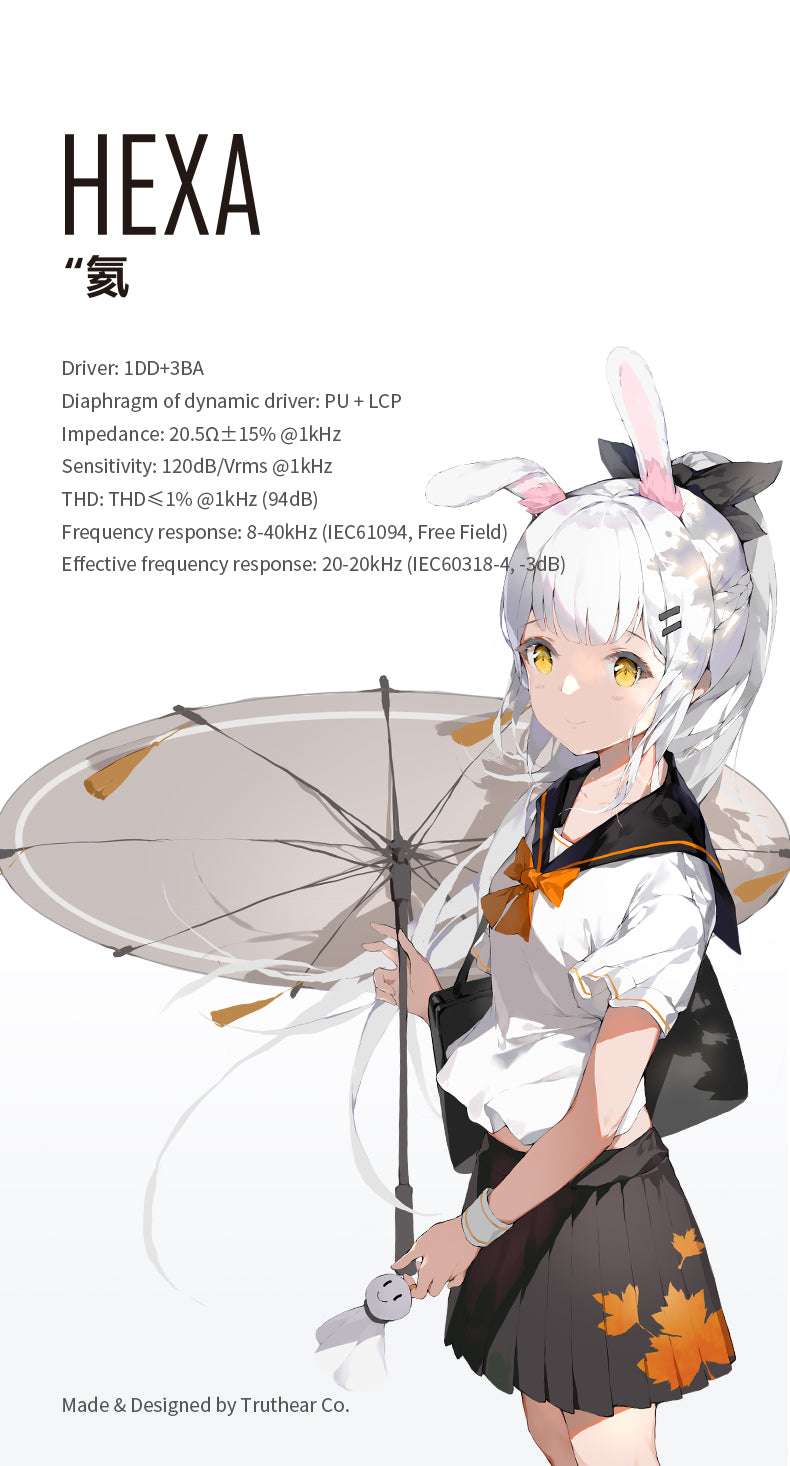 HEXA
“氦
Driver: 1DD+3BA
Diaphragm of dynamic driver: PU + LCP
Impedance: 20.5Ω±15% @1kHz
Sensitivity: 120dB/Vrms @1kHz
THD: THD≤1% @1kHz (94dB)
Frequency response: 8-40kHz (IEC61094, Free Field)
Effective frequency response: 20-20kHz (IEC60318-4, -3dB)
Made & Designed by Truthear Co.